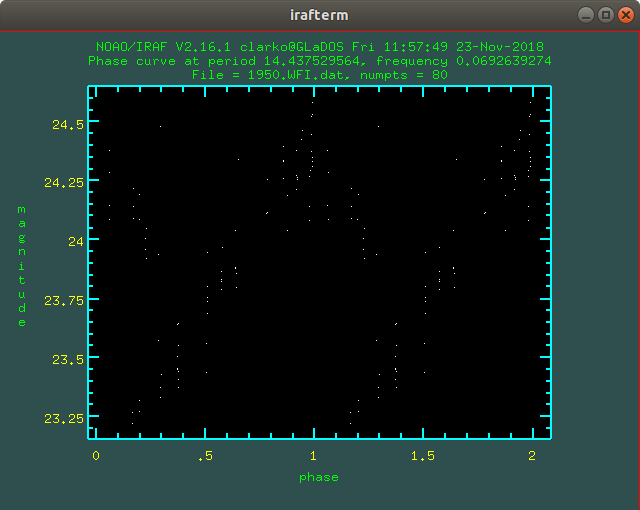 irafterm
NOAO/IRAF V2.16.1 clarko@GLaDOS Fri 11:57:49 23-Nov-2018
Phase curve at period 14.437529564, frequency 0.0692639274
File = 1950.WFI.dat, numpts = 80
24.5
24.25
24
23.75
23.5
23.25
magnitude
0 .5 1 1.5 2
phase